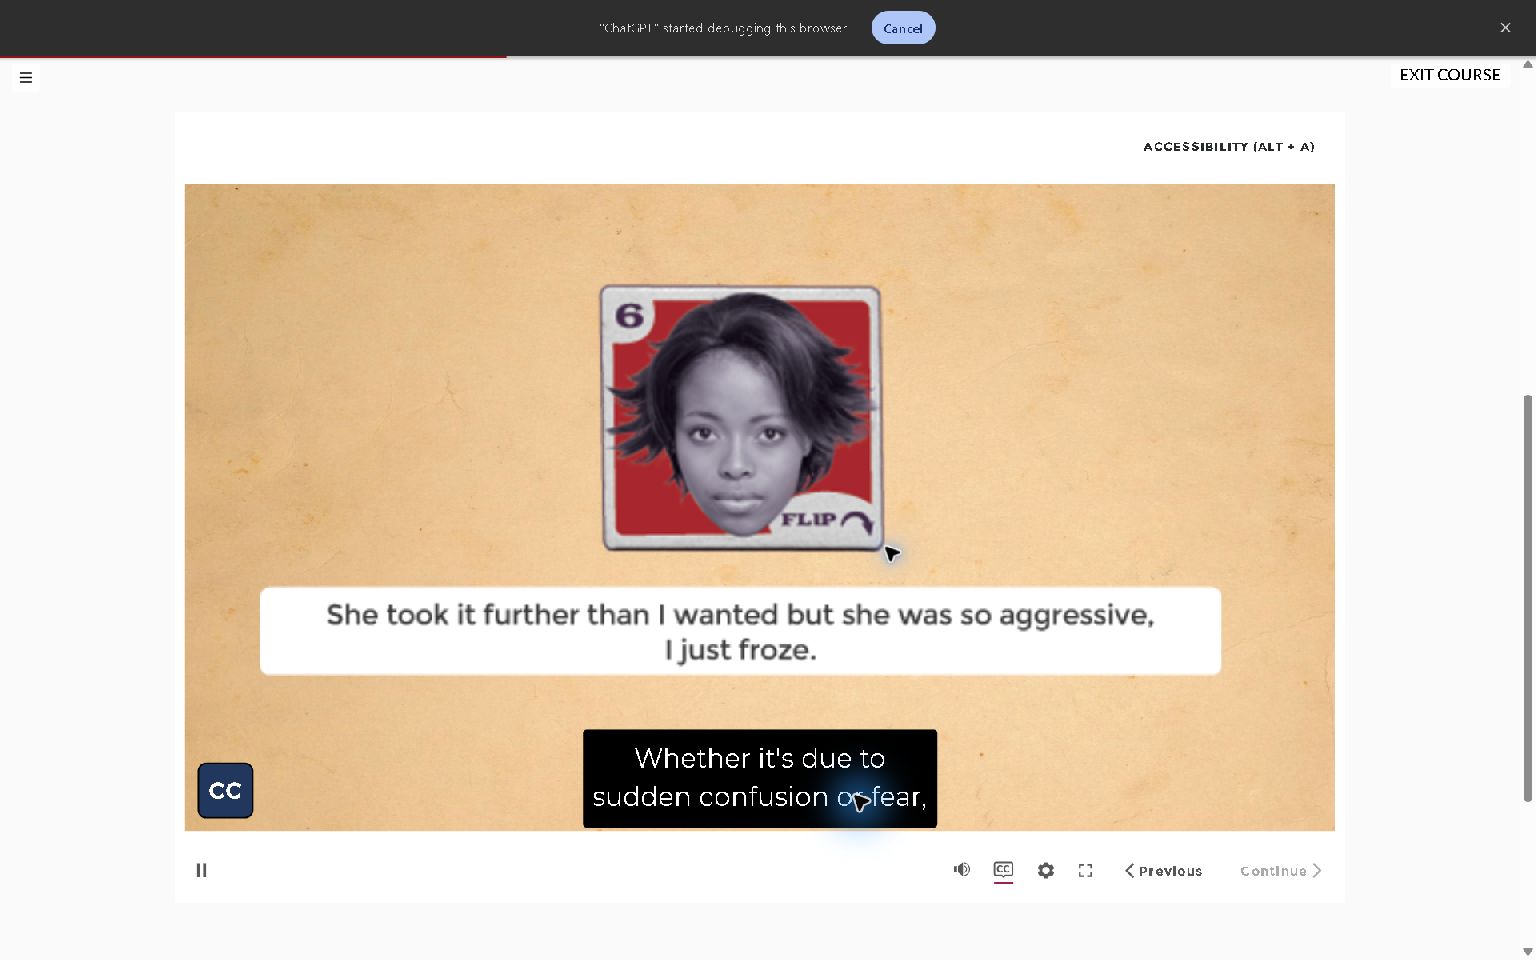 "ChatGPT" started debugging this browser
Cancel
EXIT COURSE
ACCESSIBILITY (ALT + A)
6
FLIP
She took it further than I wanted but she was so aggressive,
I just froze.
Whether it's due to
sudden confusion or fear,
CC
CC
Previous
Continue